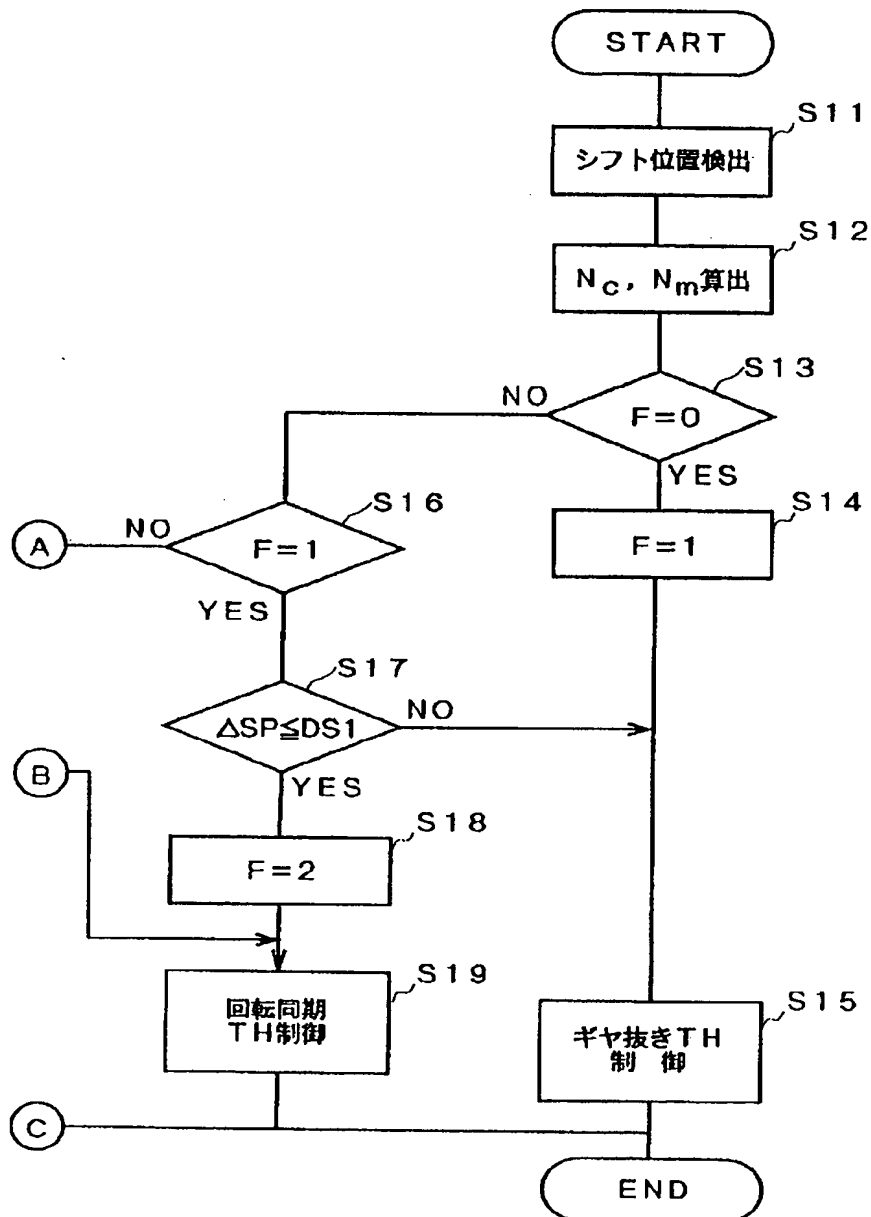 START
S11
シフト位置検出
S12
Nc, Nm算出
S13
NO
F=0
YES
S16
S14
A
NO
F=1
F=1
YES
S17
ΔSP≦DS1
NO
B
YES
S18
F=2
S19
回転同期
TH制御
S15
ギヤ抜きTH
制 御
C
END